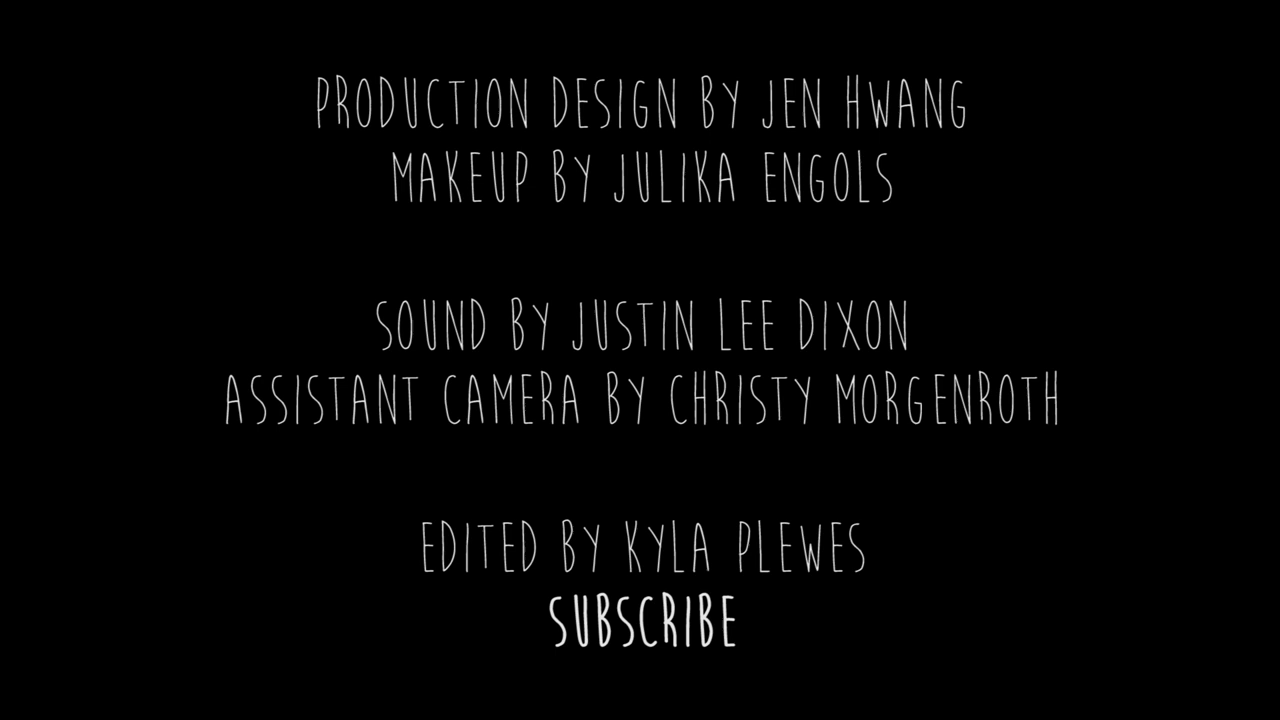 PRODUCTION DESIGN BY JEN HWANG
MAKEUP BY JULIKA ENGOLS
SOUND BY JUSTIN LEE DIXON
ASSISTANT CAMERA BY CHRISTY MORGENROTH
EDITED BY KYLA PLEWES
SUBSCRIBE